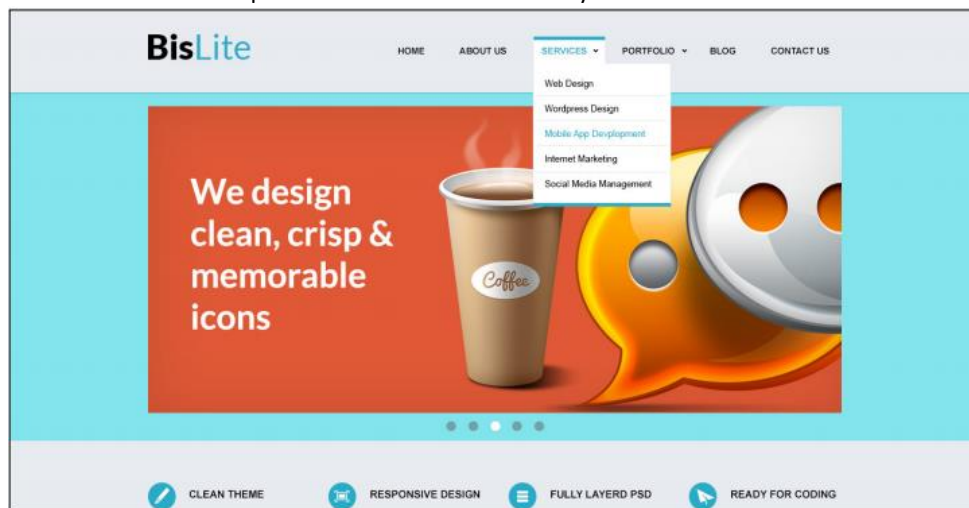 BisLite
HOME ABOUT US SERVICES PORTFOLIO BLOG CONTACT US
Web Design
Wordpress Design
Mobile App Devplopment
Internet Marketing
Social Media Management
We design
clean, crisp &
memorable
icons
Coffee
CLEAN THEME RESPONSIVE DESIGN FULLY LAYERD PSD READY FOR CODING